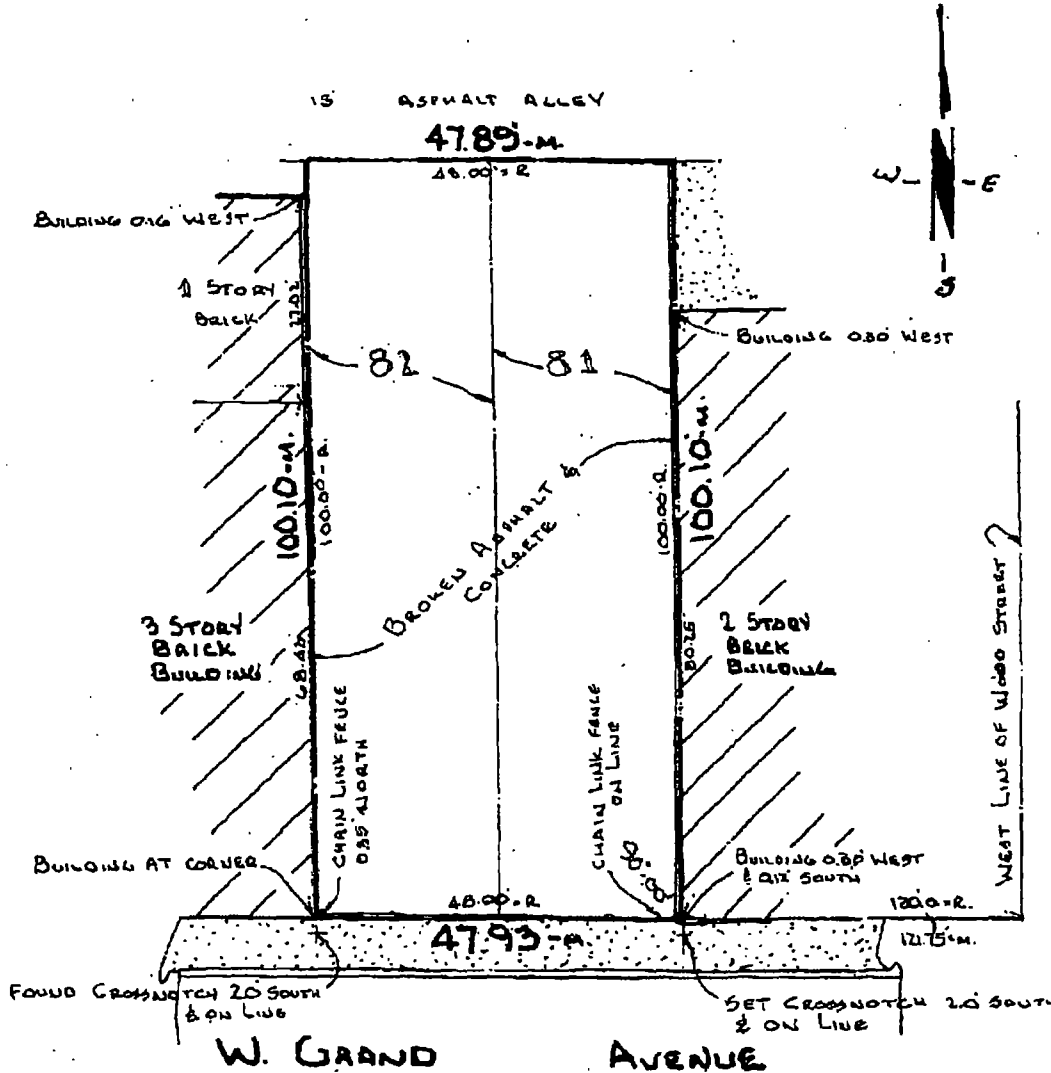 15' ASPHALT ALLEY
47.89'-M.
48.00'-R
W E
S
BUILDING 0.16' WEST
1 STORY
BRICK
27.02'
BUILDING 0.30' WEST
82
81
100.10-M.
100.00'-R.
BROKEN ASPHALT &
CONCRETE
100.00'-R.
100.10-M.
WEST LINE OF WOOD STREET
3 STORY
BRICK
BUILDING
2 STORY
BRICK
BUILDING
CHAIN LINK FENCE
0.35' NORTH
CHAIN LINK FENCE
ON LINE
BUILDING AT CORNER
BUILDING 0.30' WEST
& 0.12' SOUTH
48.00'-R
47.93-M.
120.0-R.
121.75-M.
FOUND CROSSNOTCH 2.0' SOUTH
& ON LINE
SET CROSSNOTCH 2.0' SOUTH
& ON LINE
W. GRAND AVENUE